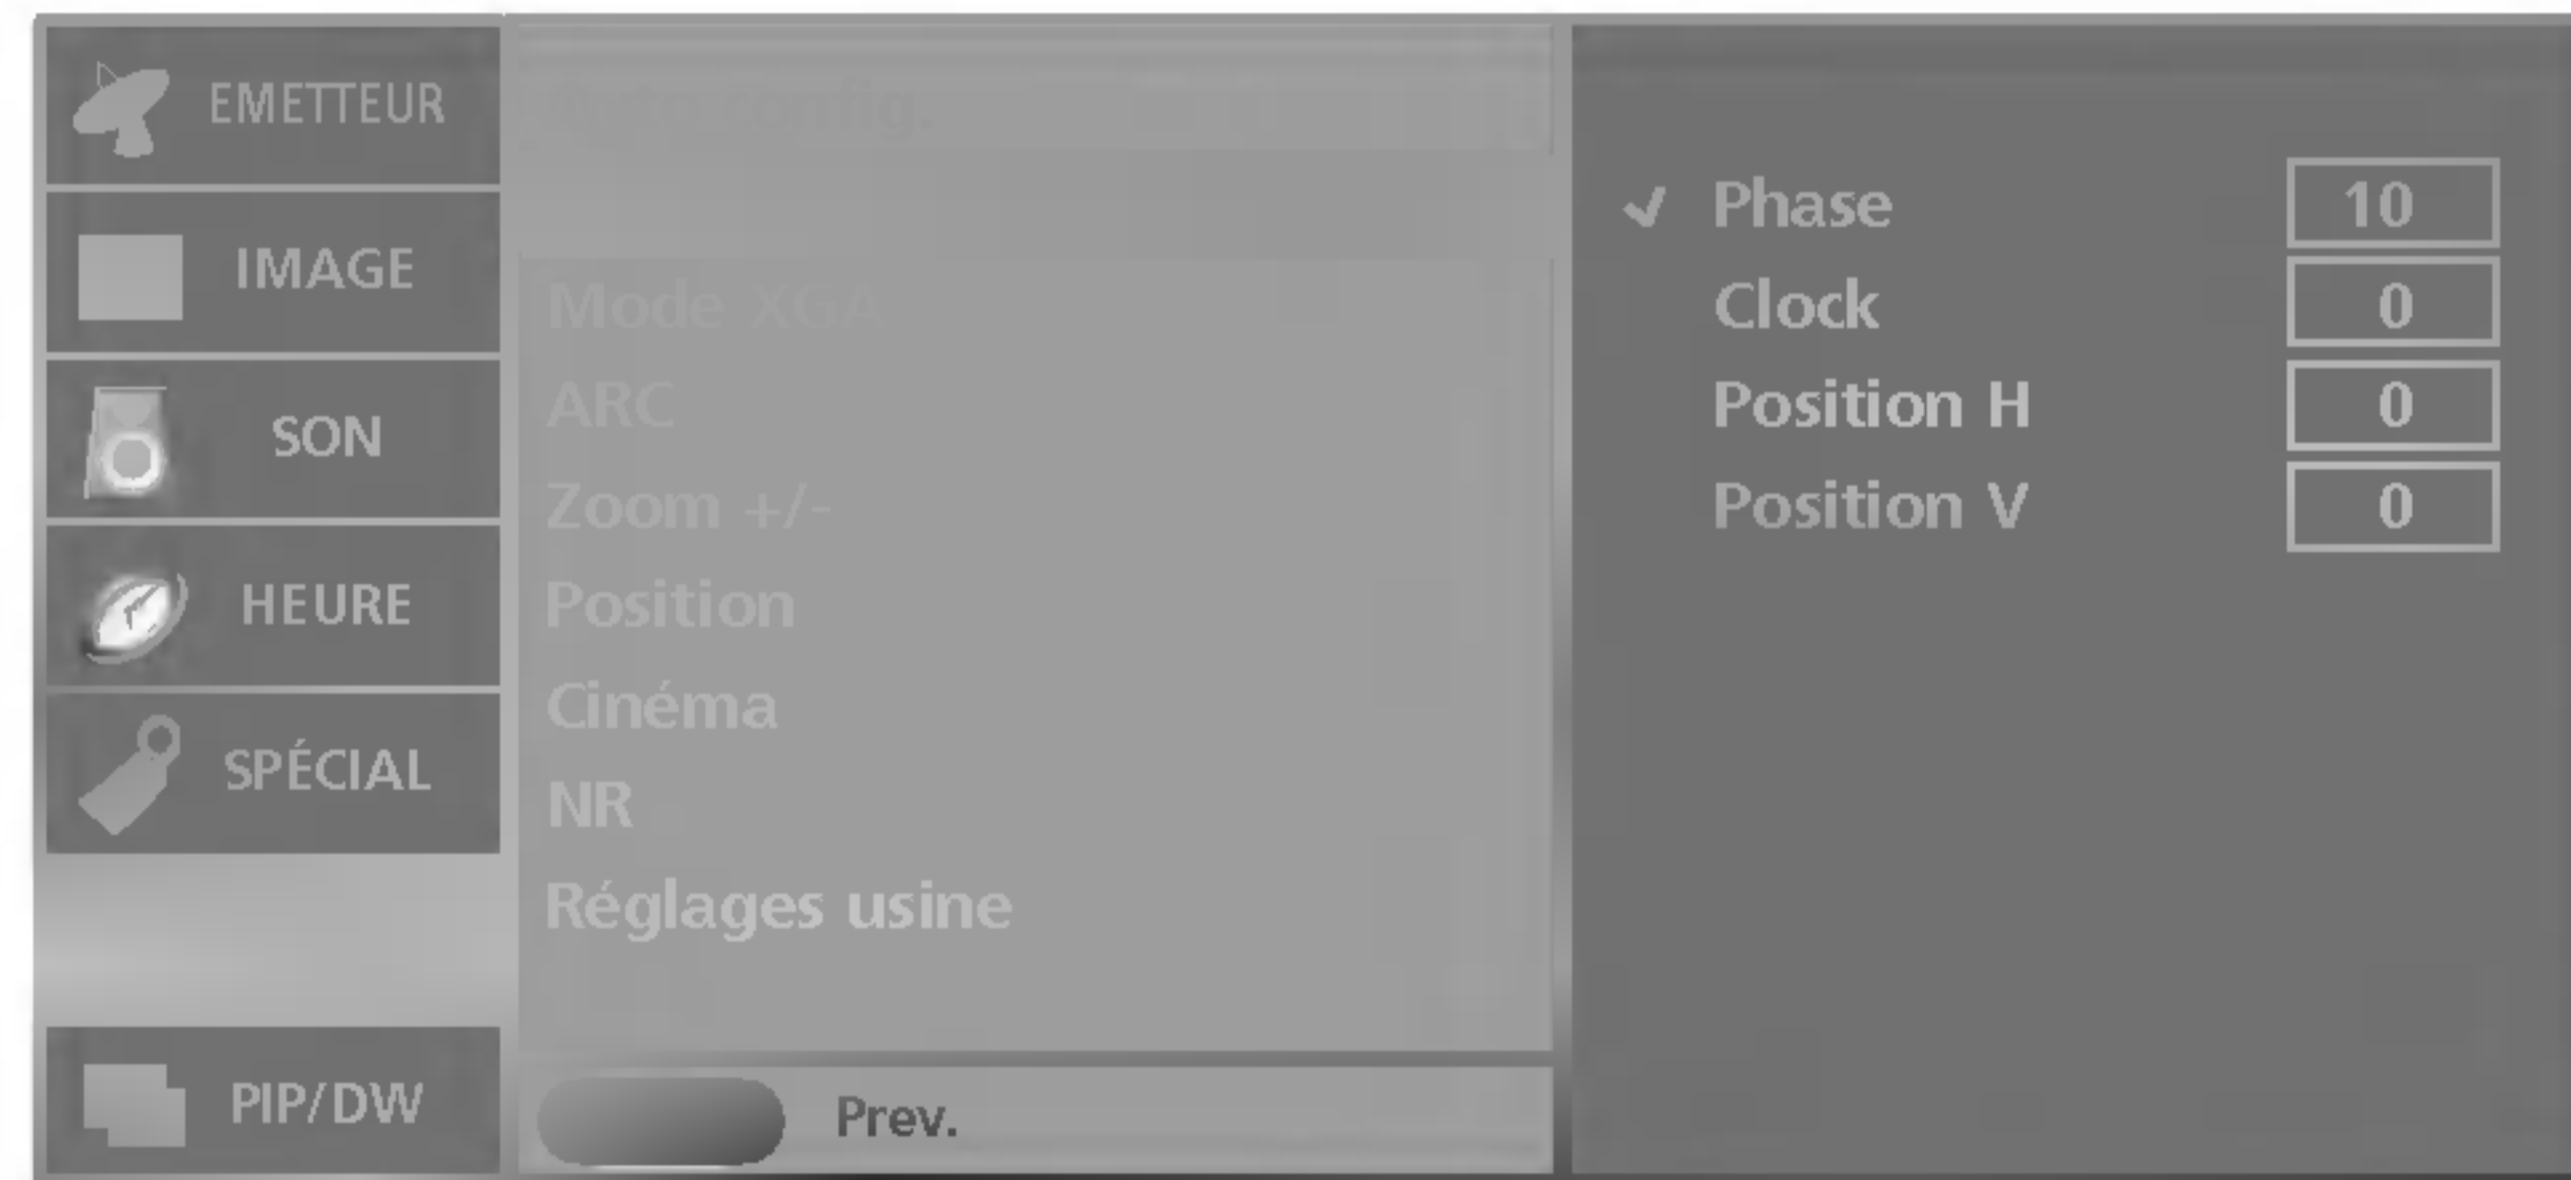 EMETTEUR
IMAGE
SON
HEURE
SPÉCIAL
PIP/DW
config.
Mode XGA
ARC
Zoom +/-
Position
Cinéma
NR
Réglages usine
Prev.
Phase 10
Clock 0
Position H 0
Position V 0